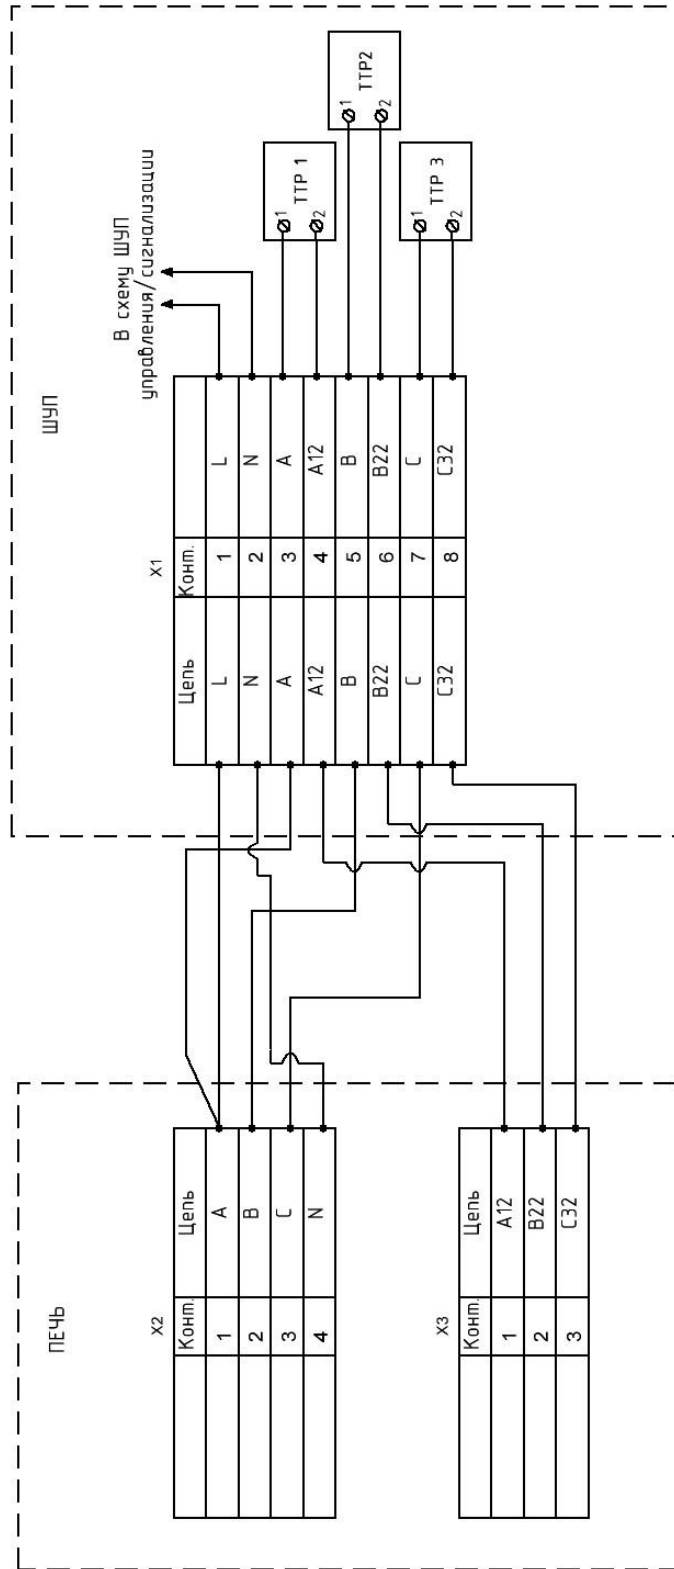 ПЕЧЬ
X2
Конт. Цепь
1 A
2 B
3 C
4 N
X3
Конт. Цепь
1 A12
2 B22
3 C32
ШУП
X1
Цепь Конт.
L 1 L
N 2 N
A 3 A
A12 4 A12
B 5 B
B22 6 B22
C 7 C
C32 8 C32
В схему ШУП
управления/сигнализации
1
ТТР 1
2
1
ТТР2
2
1
ТТР 3
2